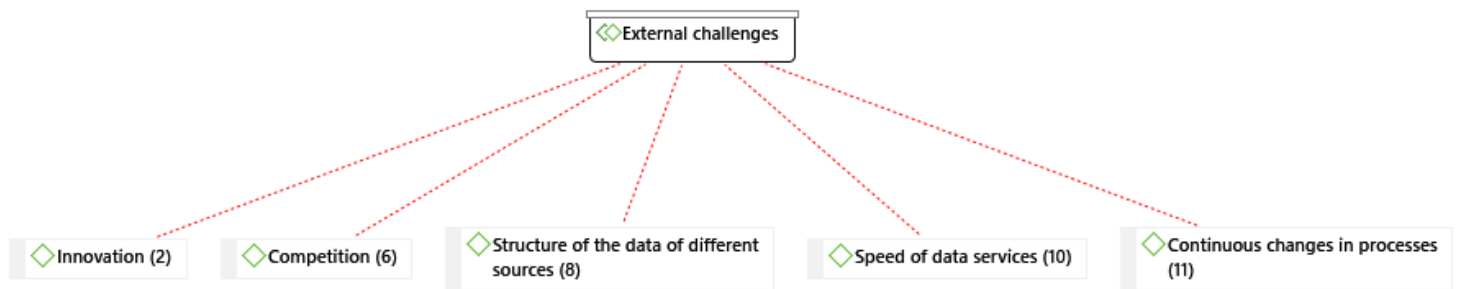 External challenges
Innovation (2)
Competition (6)
Structure of the data of different
sources (8)
Speed of data services (10)
Continuous changes in processes
(11)